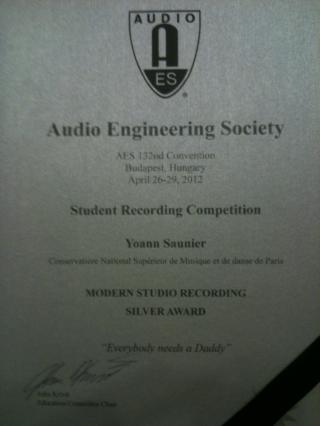 AUDIO
A
ES
Audio Engineering Society
AES 132nd Convention
Budapest, Hungary
April 26-29, 2012
Student Recording Competition
Yoann Saunier
Conservatoire National Supérieur de Musique et de danse de Paris
MODERN STUDIO RECORDING
SILVER AWARD
"Everybody needs a Daddy"
John Krivit
Education Committee Chair